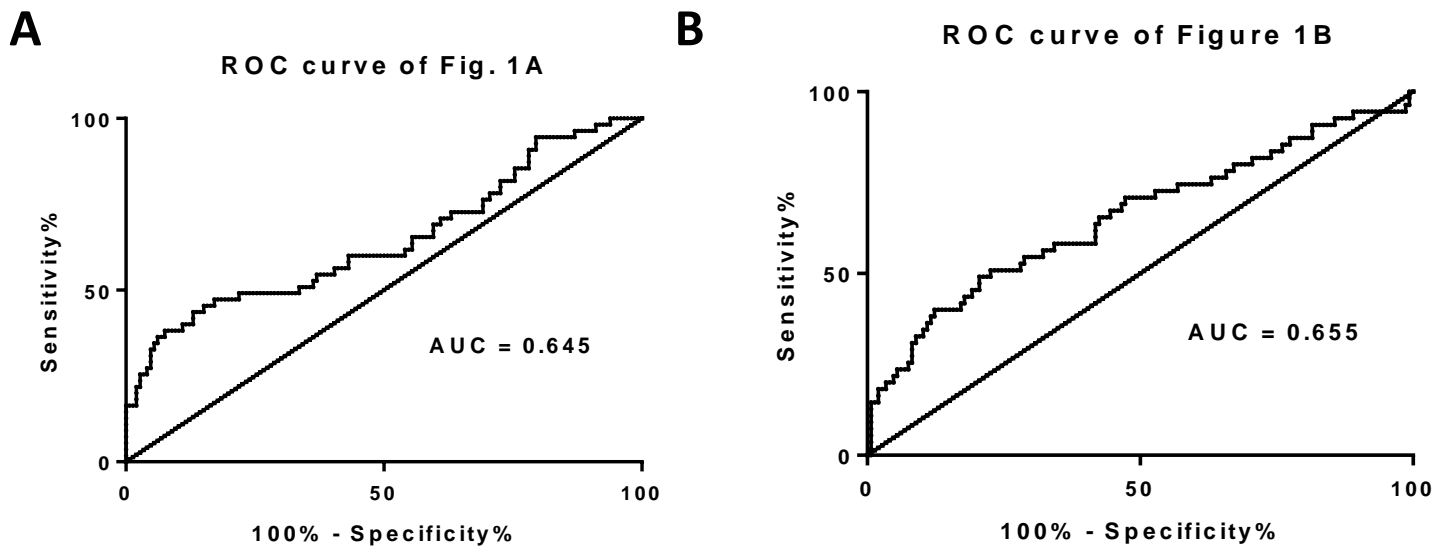 A
ROC curve of Fig. 1A
100
50
0
Sensitivity%
AUC = 0.645
0 50 100
100% - Specificity%
B
ROC curve of Figure 1B
100
50
0
Sensitivity%
AUC = 0.655
0 50 100
100% - Specificity%